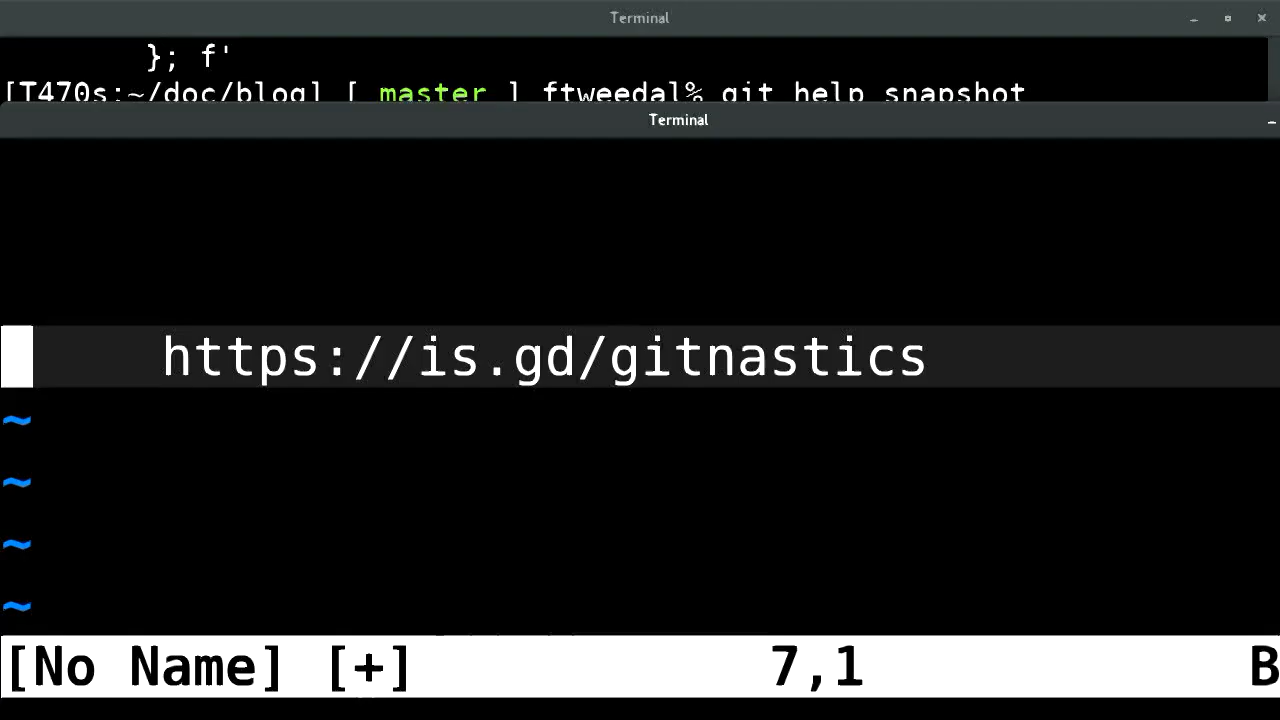 Terminal
}; f'
[T470s:~/doc/blog] [ master ] ftweedal% git help snapshot
Terminal
https://is.gd/gitnastics
~
~
~
~
[No Name] [+] 7,1 B